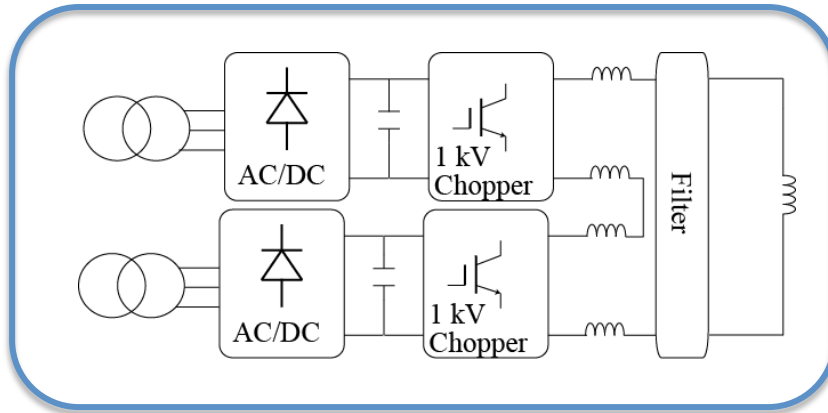 AC/DC
1 kV
Chopper
Filter
AC/DC
1 kV
Chopper